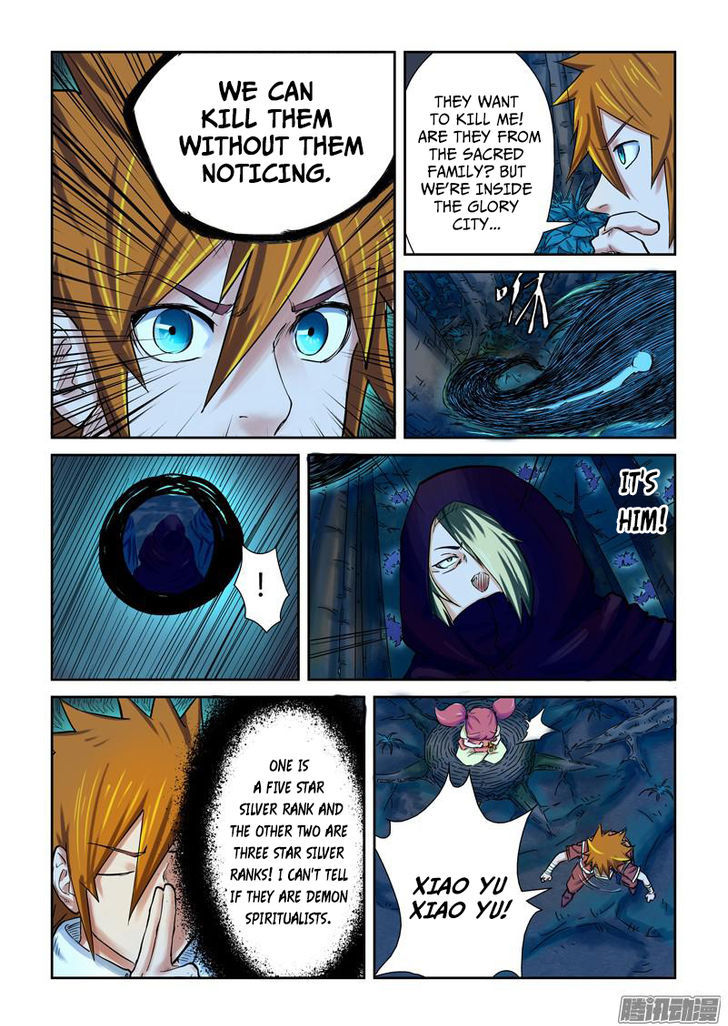 WE CAN
KILL THEM
WITHOUT THEM
NOTICING.
THEY WANT
TO KILL ME!
ARE THEY FROM
THE SACRED
FAMILY? BUT
WE'RE INSIDE
THE GLORY
CITY...
!
IT'S
HIM!
ONE IS
A FIVE STAR
SILVER RANK AND
THE OTHER TWO ARE
THREE STAR SILVER
RANKS! I CAN'T TELL
IF THEY ARE DEMON
SPIRITUALISTS.
XIAO YU
XIAO YU!
腾讯动漫